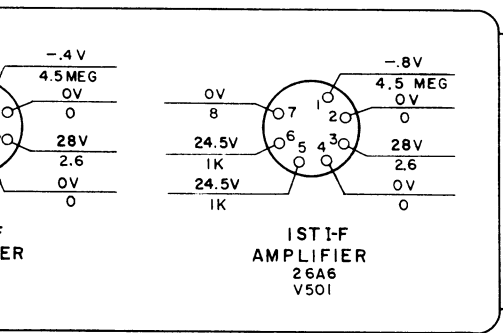 -.4V
4.5 MEG
0V
0
28V
2.6
0V
0
ER
-.8V
4.5 MEG
0V
0
28V
2.6
0V
0
0V
8
24.5V
1K
24.5V
1K
1
2
3
4
5
6
7
1ST I-F
AMPLIFIER
26A6
V501